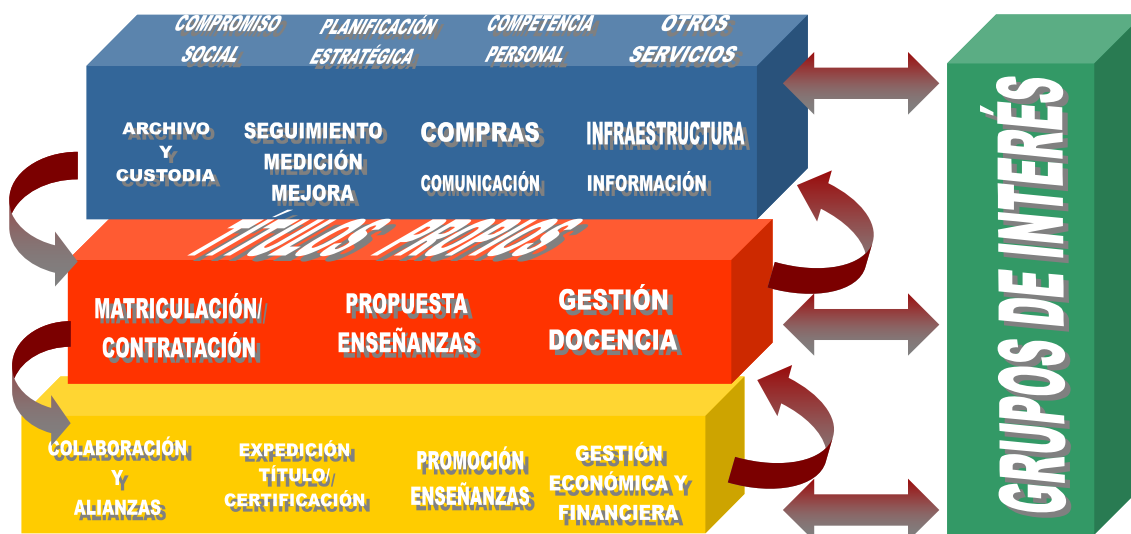 COMPROMISO SOCIAL
PLANIFICACIÓN ESTRATÉGICA
COMPETENCIA PERSONAL
OTROS SERVICIOS
ARCHIVO
Y
CUSTODIA
SEGUIMIENTO
MEDICIÓN
MEJORA
COMPRAS
COMUNICACIÓN
INFRAESTRUCTURA
INFORMACIÓN
TÍTULOS PROPIOS
MATRICULACIÓN/
CONTRATACIÓN
PROPUESTA
ENSEÑANZAS
GESTIÓN
DOCENCIA
COLABORACIÓN
Y
ALIANZAS
EXPEDICIÓN
TÍTULO/
CERTIFICACIÓN
PROMOCIÓN
ENSEÑANZAS
GESTIÓN
ECONÓMICA Y
FINANCIERA
GRUPOS DE INTERÉS